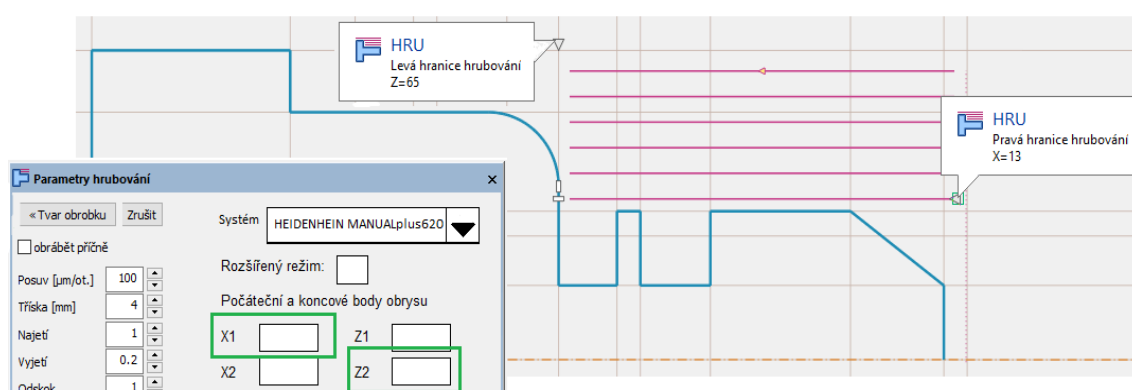 HRU
Levá hranice hrubování
Z=65
HRU
Pravá hranice hrubování
X=13
Parametry hrubování
×
« Tvar obrobku
Zrušit
Systém
HEIDENHEIN MANUALplus620
obrábět příčně
Rozšířený režim:
Posuv [µm/ot.]
100
Počáteční a koncové body obrysu
Tříska [mm]
4
Najetí
1
X1
Z1
Vyjetí
0.2
X2
Z2
Odskok
1